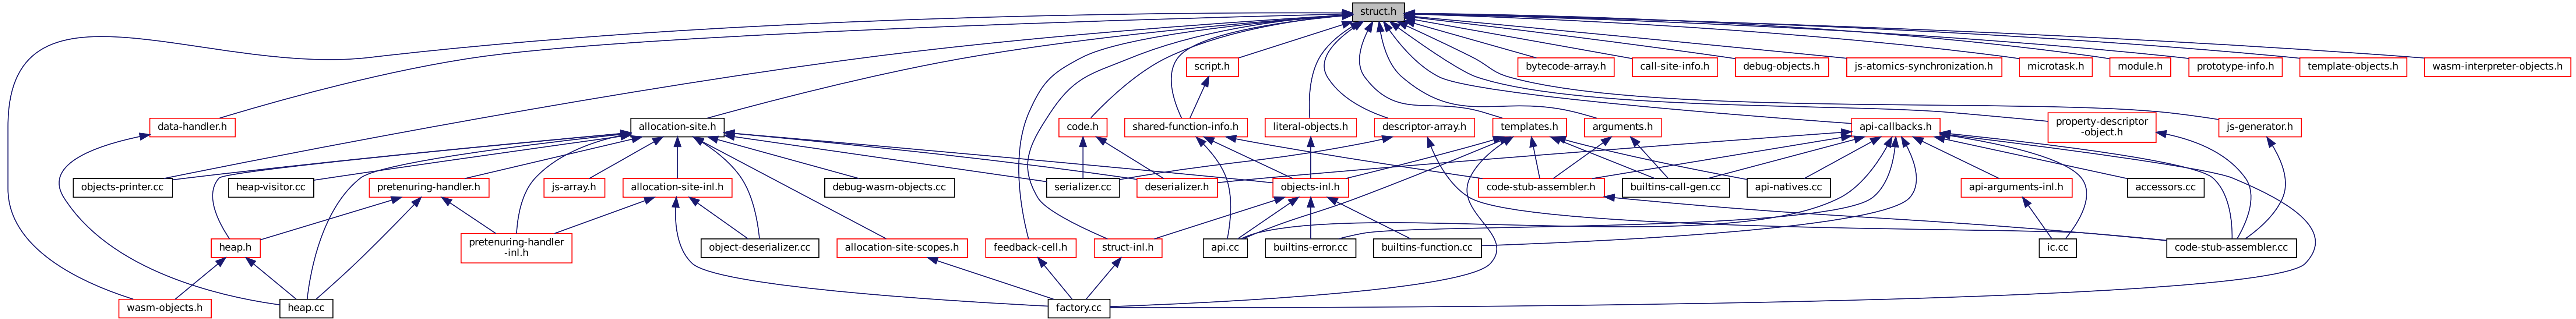 struct.h
script.h
bytecode-array.h
call-site-info.h
debug-objects.h
js-atomics-synchronization.h
microtask.h
module.h
prototype-info.h
template-objects.h
wasm-interpreter-objects.h
data-handler.h
allocation-site.h
code.h
shared-function-info.h
literal-objects.h
descriptor-array.h
templates.h
arguments.h
api-callbacks.h
property-descriptor
-object.h
js-generator.h
objects-printer.cc
heap-visitor.cc
pretenuring-handler.h
js-array.h
allocation-site-inl.h
debug-wasm-objects.cc
serializer.cc
deserializer.h
objects-inl.h
code-stub-assembler.h
builtins-call-gen.cc
api-natives.cc
api-arguments-inl.h
accessors.cc
heap.h
pretenuring-handler
-inl.h
object-deserializer.cc
allocation-site-scopes.h
feedback-cell.h
struct-inl.h
api.cc
builtins-error.cc
builtins-function.cc
ic.cc
code-stub-assembler.cc
wasm-objects.h
heap.cc
factory.cc